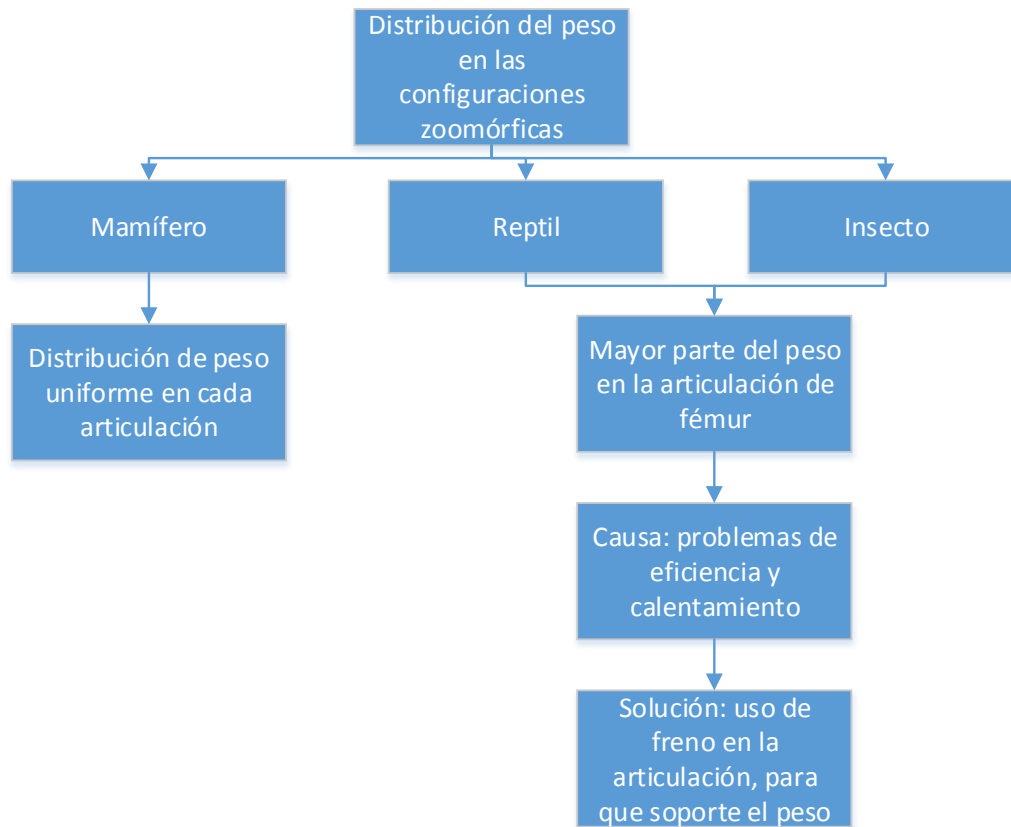 Distribución del peso
en las
configuraciones
zoomórficas
Mamífero
Reptil
Insecto
Distribución de peso
uniforme en cada
articulación
Mayor parte del peso
en la articulación de
fémur
Causa: problemas de
eficiencia y
calentamiento
Solución: uso de
freno en la
articulación, para
que soporte el peso